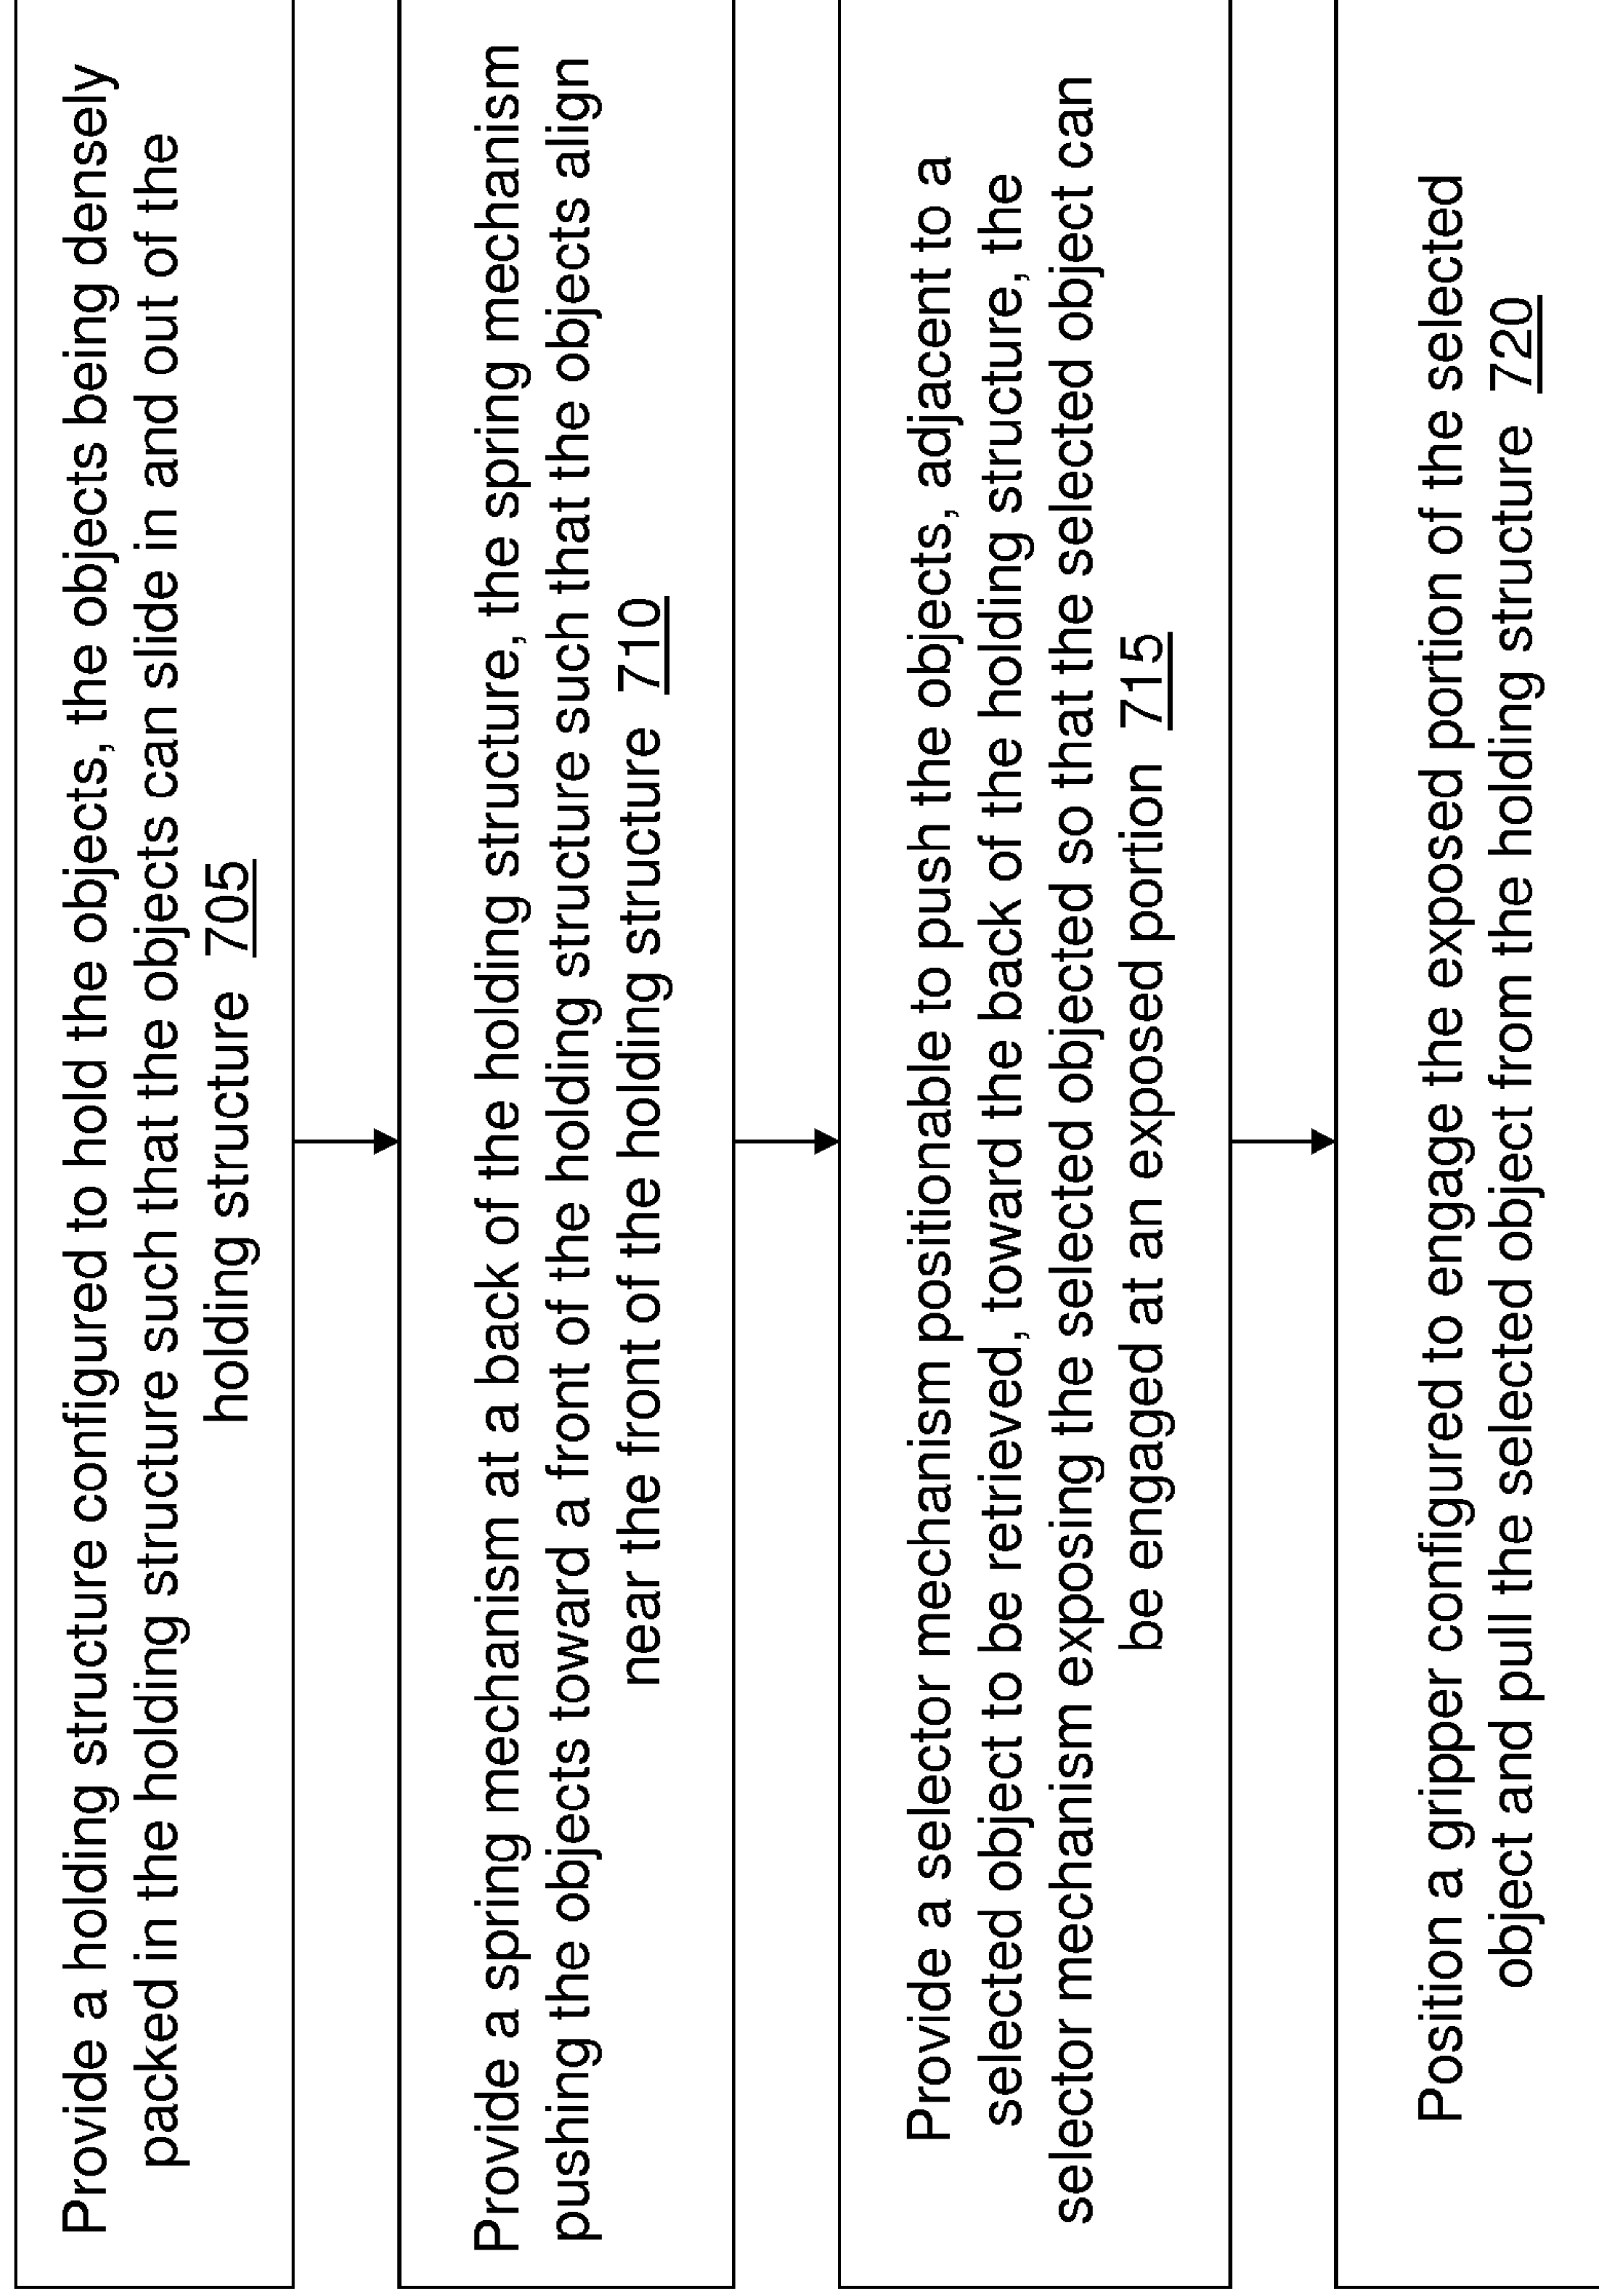 Provide a holding structure configured to hold the objects, the objects being densely
packed in the holding structure such that the objects can slide in and out of the
holding structure 705
Provide a spring mechanism at a back of the holding structure, the spring mechanism
pushing the objects toward a front of the holding structure such that the objects align
near the front of the holding structure 710
Provide a selector mechanism positionable to push the objects, adjacent to a
selected object to be retrieved, toward the back of the holding structure, the
selector mechanism exposing the selected objected so that the selected object can
be engaged at an exposed portion 715
Position a gripper configured to engage the exposed portion of the selected
object and pull the selected object from the holding structure 720